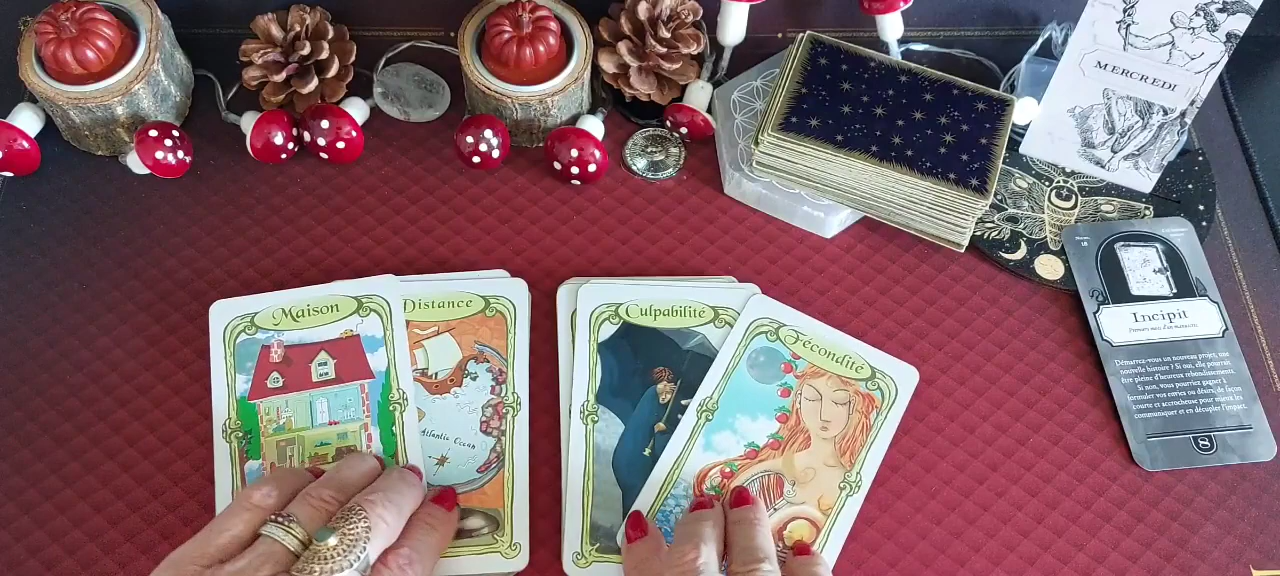 MERCREDI
Incipit
Premiers mots d'un manuscrit
18
Démarrez-vous un nouveau projet, une
nouvelle histoire ? Si oui, elle pourrait
être pleine d'heureux rebondissements.
Si non, vous pourriez gagner à
formuler vos envies ou désirs, de façon
courte et accrocheuse pour mieux les
communiquer et en décupler l'impact.
8
Maison
Distance
Atlantic Ocean
Culpabilité
Fécondité